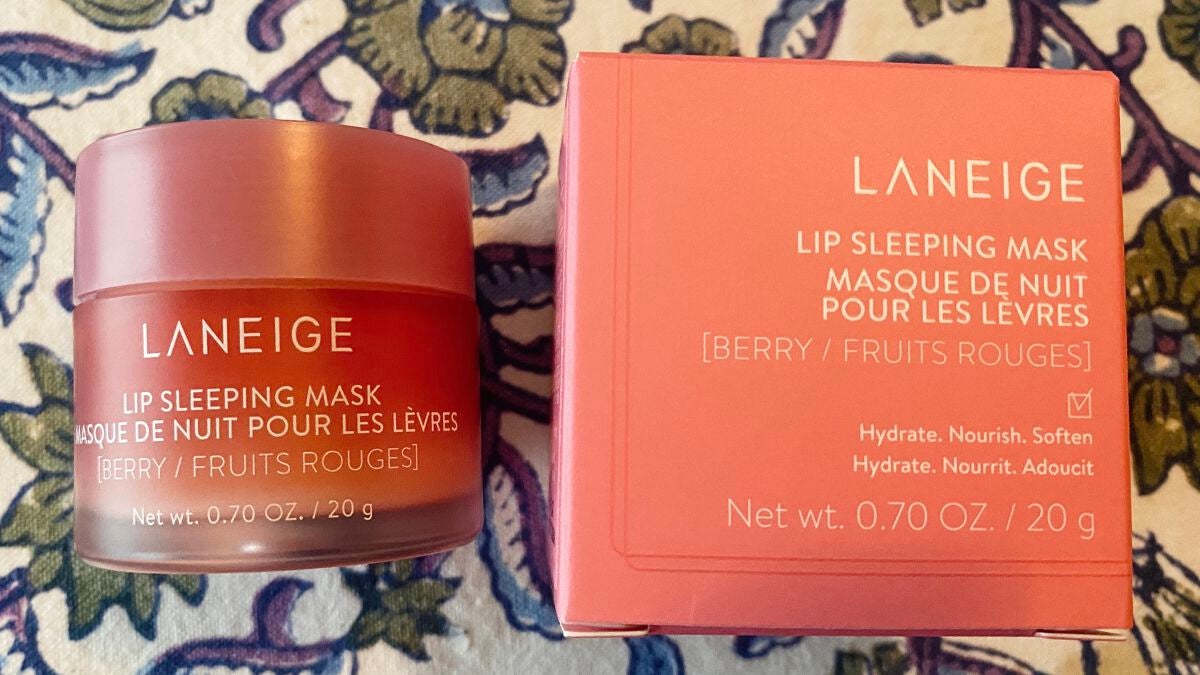 LANEIGE
LIP SLEEPING MASK
MASQUE DE NUIT POUR LES LÈVRES
[BERRY / FRUITS ROUGES]
Net wt. 0.70 OZ. / 20 g
LANEIGE
LIP SLEEPING MASK
MASQUE DE NUIT
POUR LES LÈVRES
[BERRY / FRUITS ROUGES]
Hydrate. Nourish. Soften
Hydrate. Nourrit. Adoucit
Net wt. 0.70 OZ. / 20 g